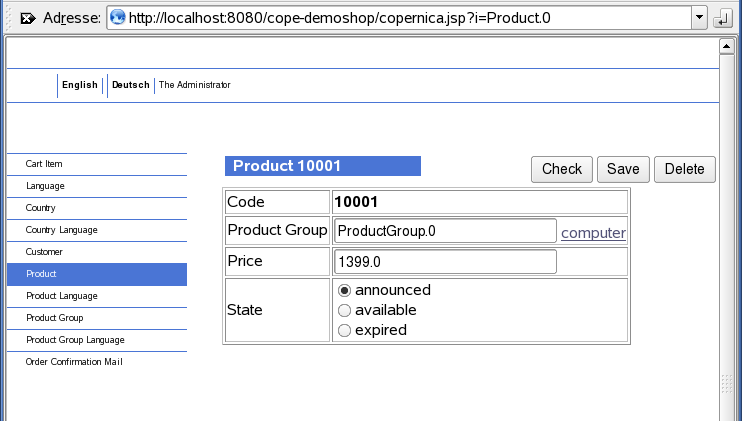 Adresse: http://localhost:8080/cope-demoshop/copernica.jsp?i=Product.0
English Deutsch The Administrator
Product 10001 Check Save Delete
Cart Item
Language
Country
Country Language
Customer
Product
Product Language
Product Group
Product Group Language
Order Confirmation Mail
Code 10001
Product Group ProductGroup.0 computer
Price 1399.0
State
announced
available
expired